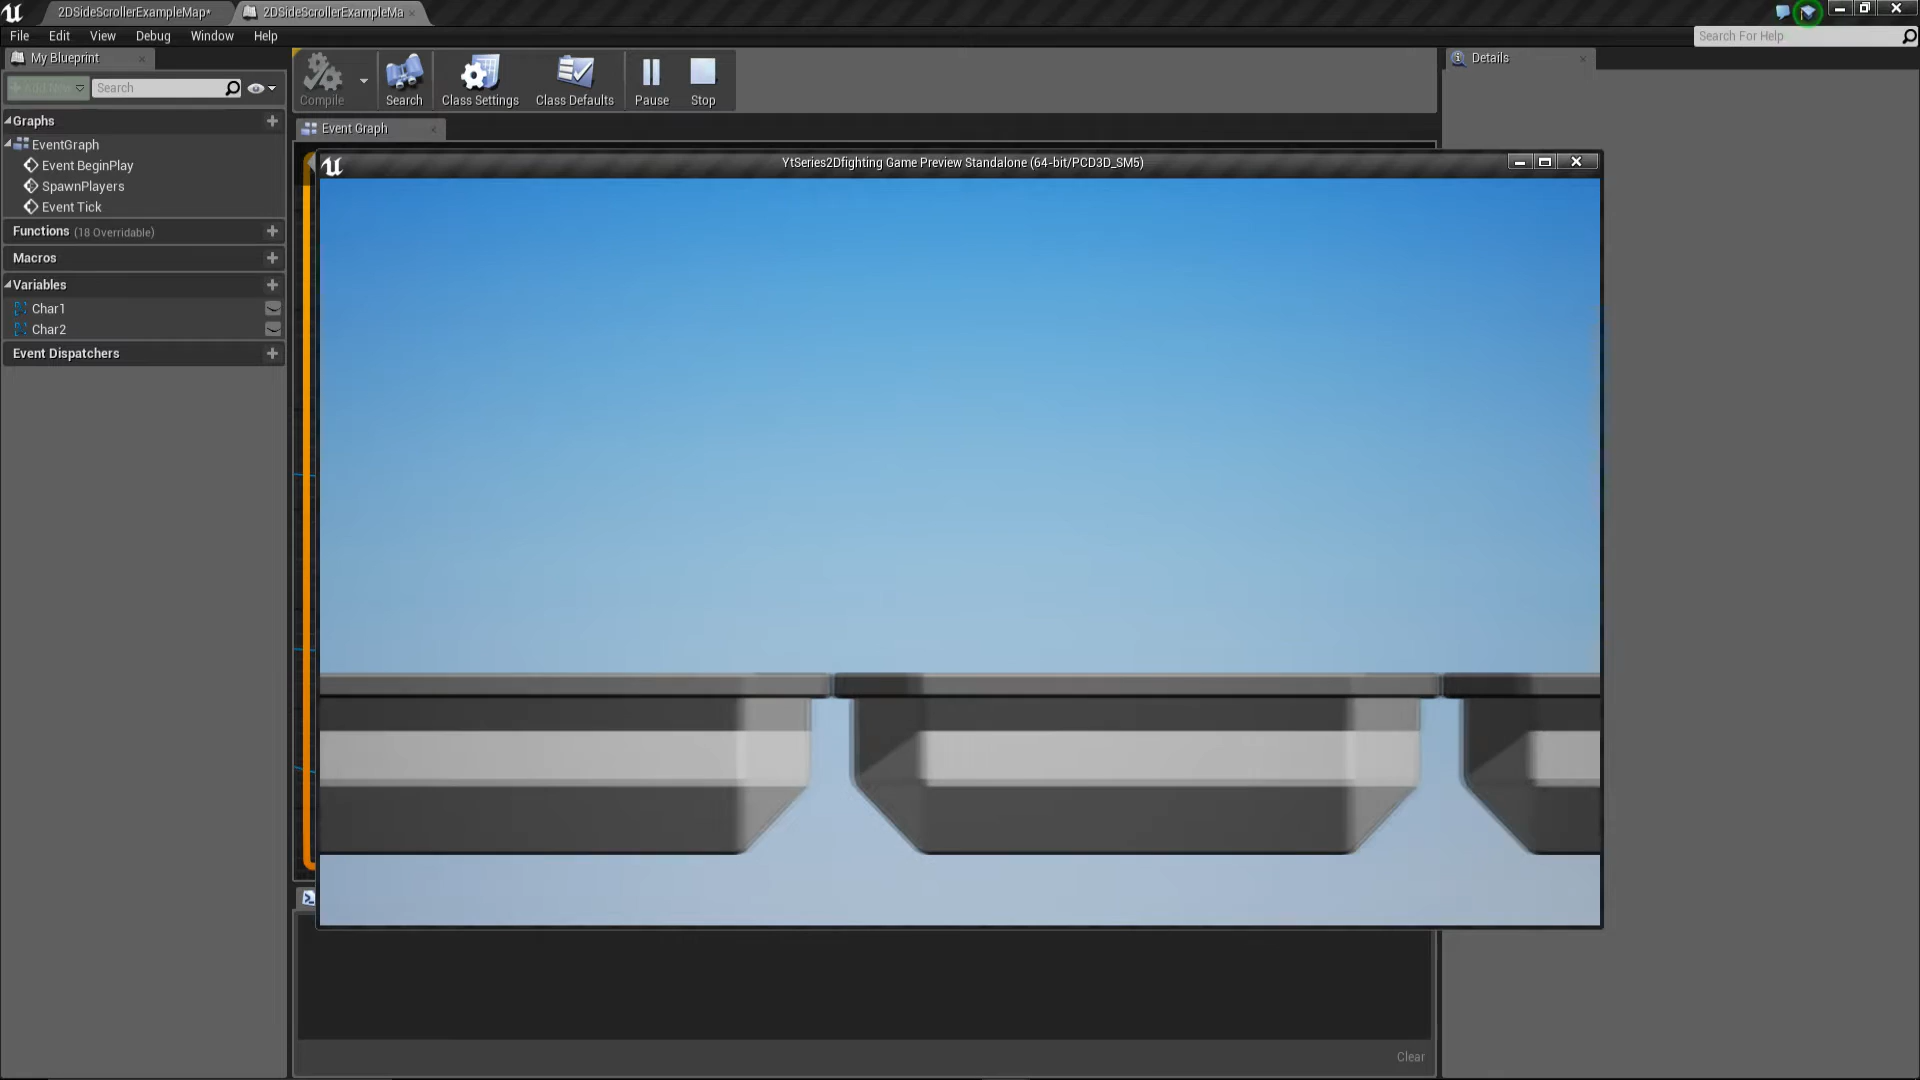 2DSideScrollerExampleMap*
2DSideScrollerExampleMa
File Edit View Debug Window Help
Search For Help
My Blueprint
Search
Compile
Search
Class Settings
Class Defaults
Pause
Stop
Details
Graphs
EventGraph
Event BeginPlay
SpawnPlayers
Event Tick
Functions (18 Overridable)
Macros
Variables
Char1
Char2
Event Dispatchers
Event Graph
YtSeries2Dfighting Game Preview Standalone (64-bit/PCD3D_SM5)
Clear